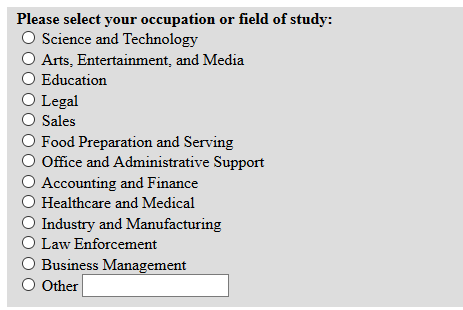 Please select your occupation or field of study:
Science and Technology
Arts, Entertainment, and Media
Education
Legal
Sales
Food Preparation and Serving
Office and Administrative Support
Accounting and Finance
Healthcare and Medical
Industry and Manufacturing
Law Enforcement
Business Management
Other